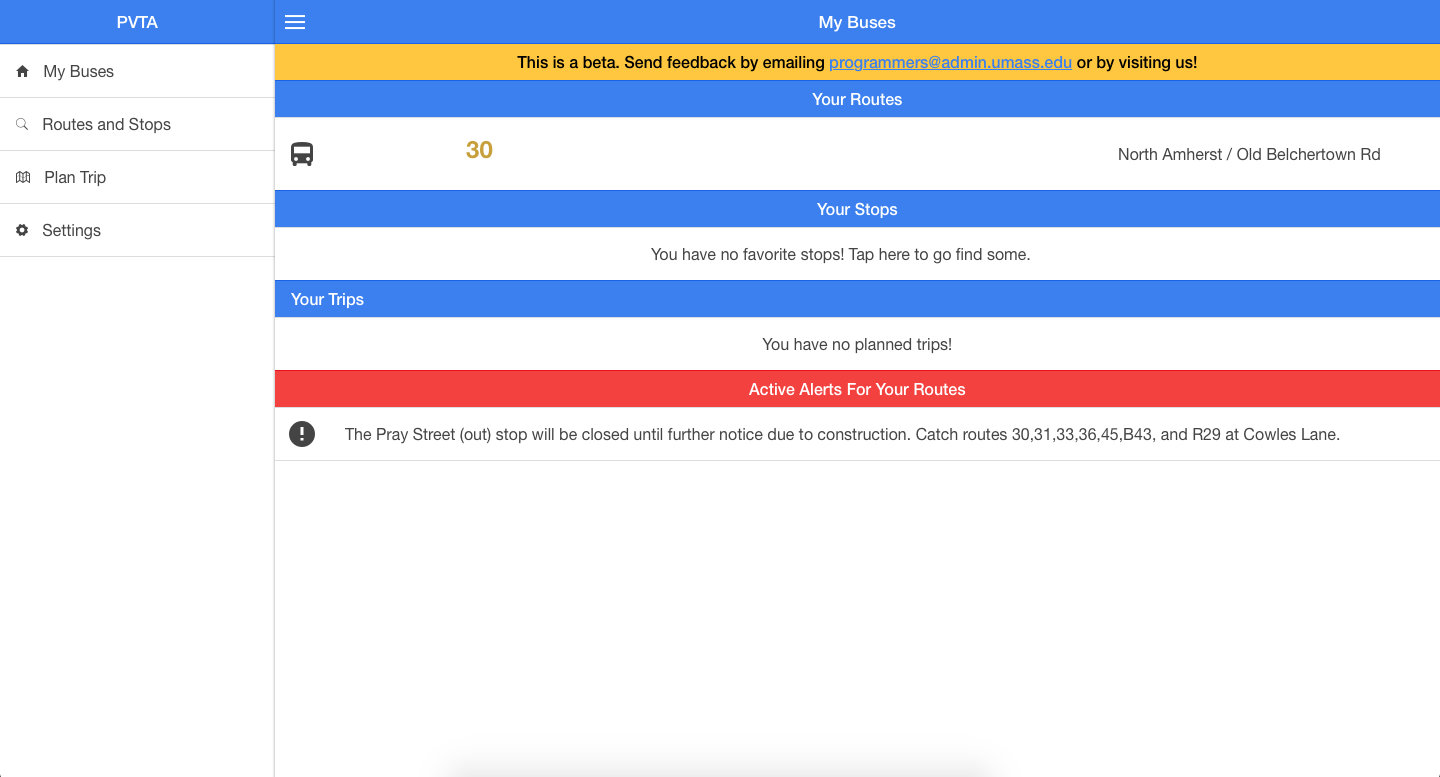 PVTA
My Buses
Routes and Stops
Plan Trip
Settings
My Buses
This is a beta. Send feedback by emailing programmers@admin.umass.edu or by visiting us!
Your Routes
30 North Amherst / Old Belchertown Rd
Your Stops
You have no favorite stops! Tap here to go find some.
Your Trips
You have no planned trips!
Active Alerts For Your Routes
The Pray Street (out) stop will be closed until further notice due to construction. Catch routes 30,31,33,36,45,B43, and R29 at Cowles Lane.